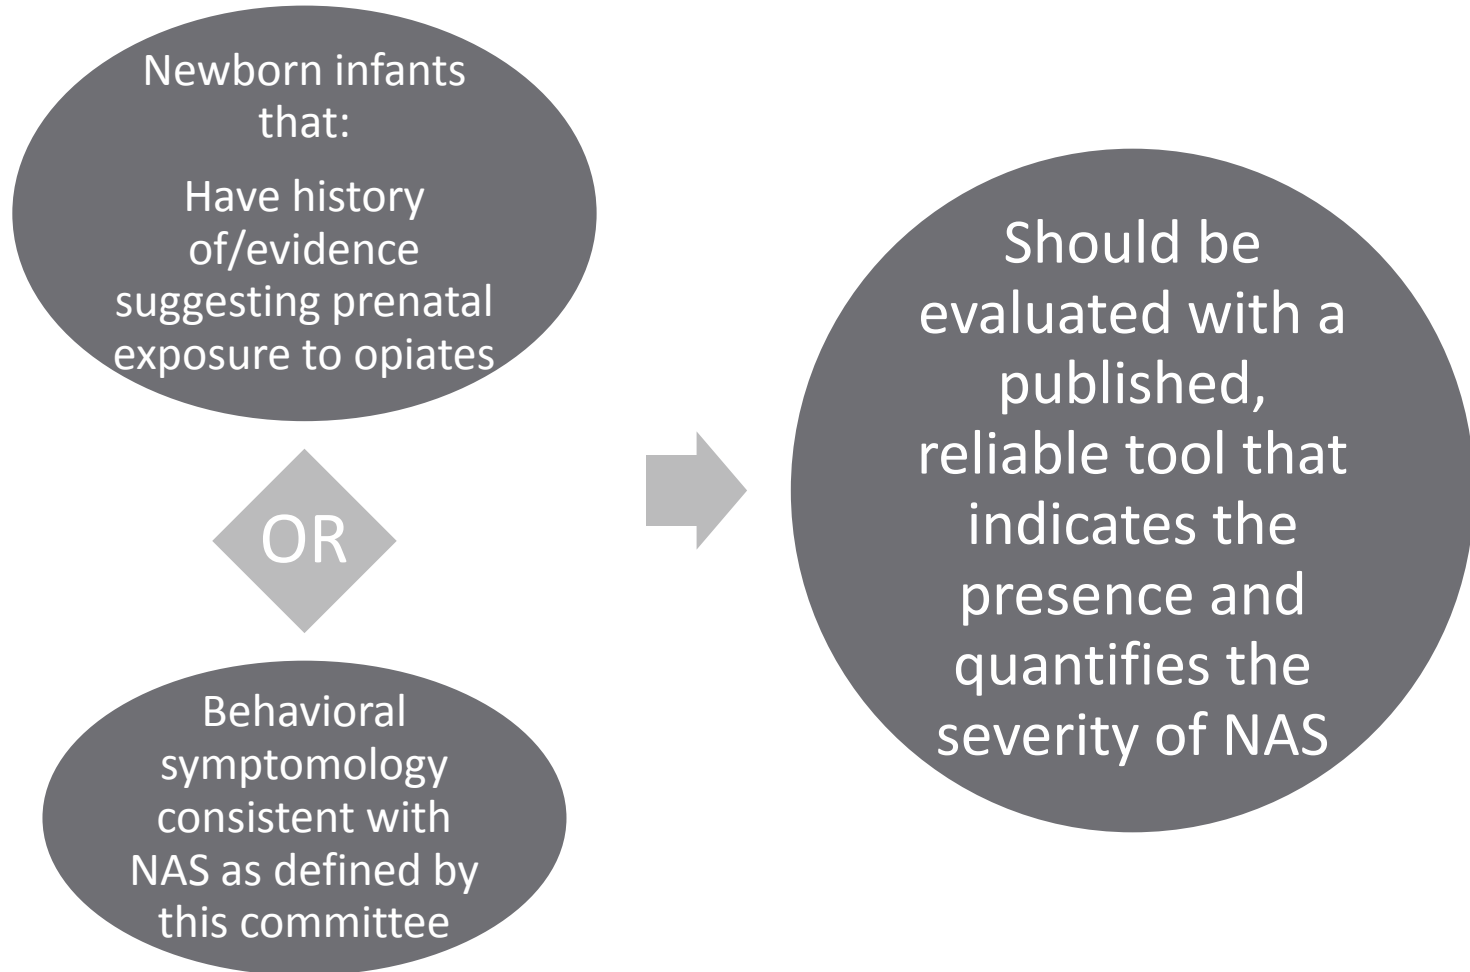 Newborn infants
that:
Have history
of/evidence
suggesting prenatal
exposure to opiates
OR
Behavioral
symptomology
consistent with
NAS as defined by
this committee
Should be
evaluated with a
published,
reliable tool that
indicates the
presence and
quantifies the
severity of NAS